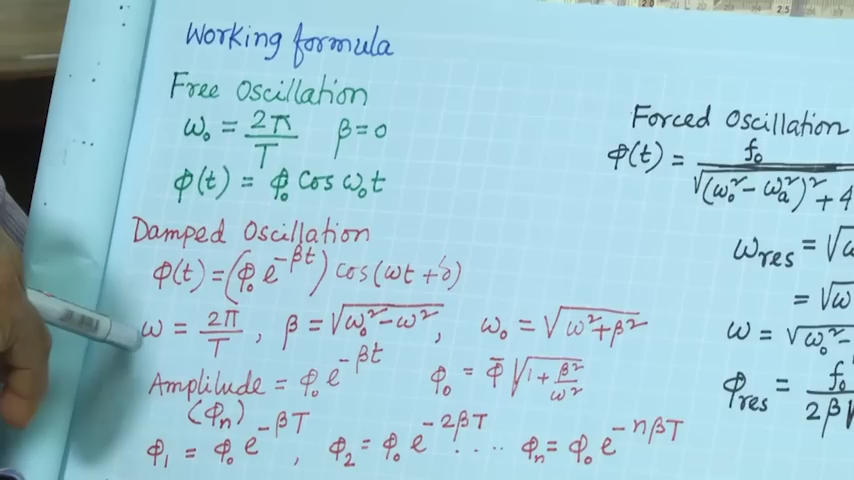 Working formula
Free Oscillation
ω₀ = 2π/T β = 0
Φ(t) = Φ₀ cos ω₀t
Damped Oscillation
Φ(t) = (Φ₀ e^-βt) cos(ωt + δ)
ω = 2π/T , β = √(ω₀² - ω²) , ω₀ = √(ω² + β²)
Amplilude = Φ₀ e^-βt Φ₀ = Φ̄ √(1 + β²/ω²)
(Φn)
Φ₁ = Φ₀ e^-βT , Φ₂ = Φ₀ e^-2βT .... Φn = Φ₀ e^-nβT
Forced Oscillation
Φ(t) = f₀/√((ω₀² - ωa²)² + 4
ωres = √ω
= √ω
ω = √ω₀² -
Φres = f₀/2β√